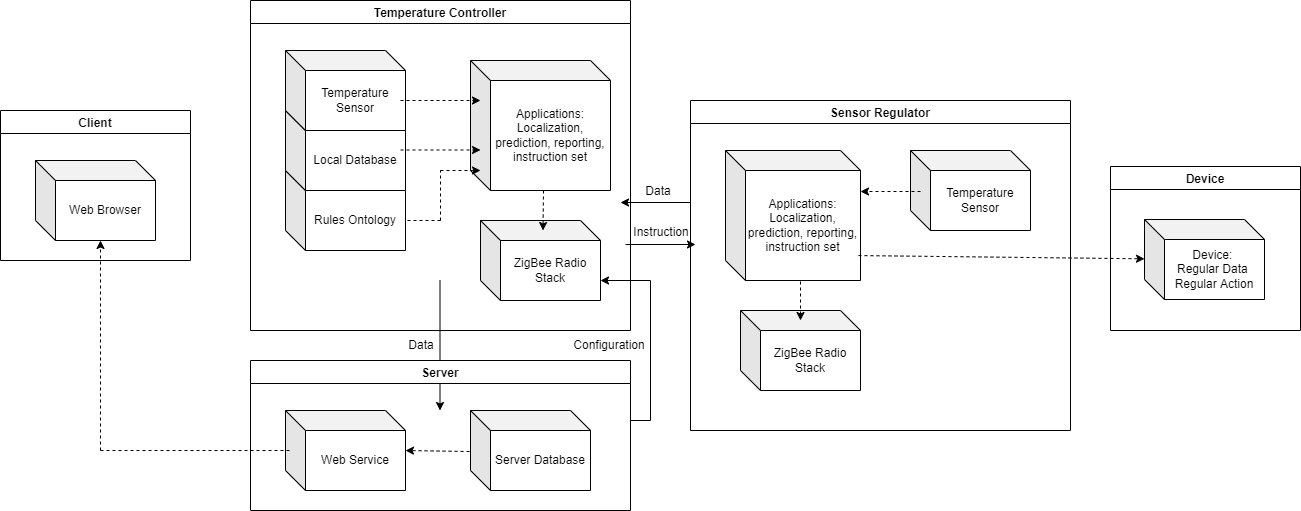 Temperature Controller
Temperature
Sensor
Local Database
Rules Ontology
Applications:
Localization,
prediction, reporting,
instruction set
ZigBee Radio
Stack
Client
Web Browser
Data
Instruction
Sensor Regulator
Applications:
Localization,
prediction, reporting,
instruction set
Temperature
Sensor
ZigBee Radio
Stack
Device
Device:
Regular Data
Regular Action
Data
Configuration
Server
Web Service
Server Database